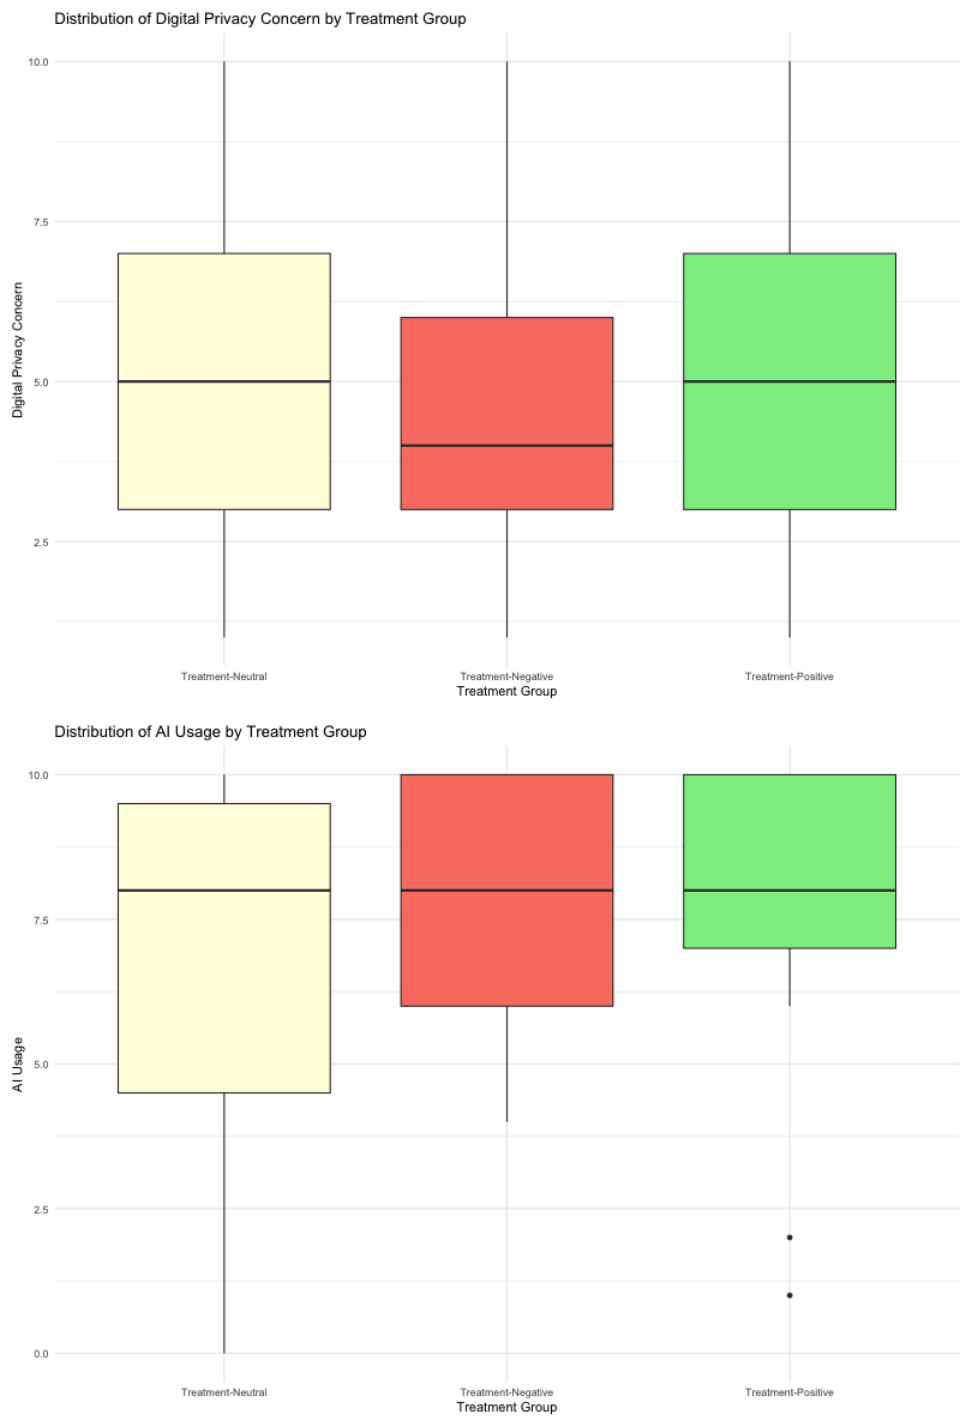 Distribution of Digital Privacy Concern by Treatment Group
10.0
7.5
5.0
2.5
Digital Privacy Concern
Treatment-Neutral Treatment-Negative Treatment-Positive
Treatment Group
Distribution of AI Usage by Treatment Group
10.0
7.5
5.0
2.5
0.0
AI Usage
Treatment-Neutral Treatment-Negative Treatment-Positive
Treatment Group